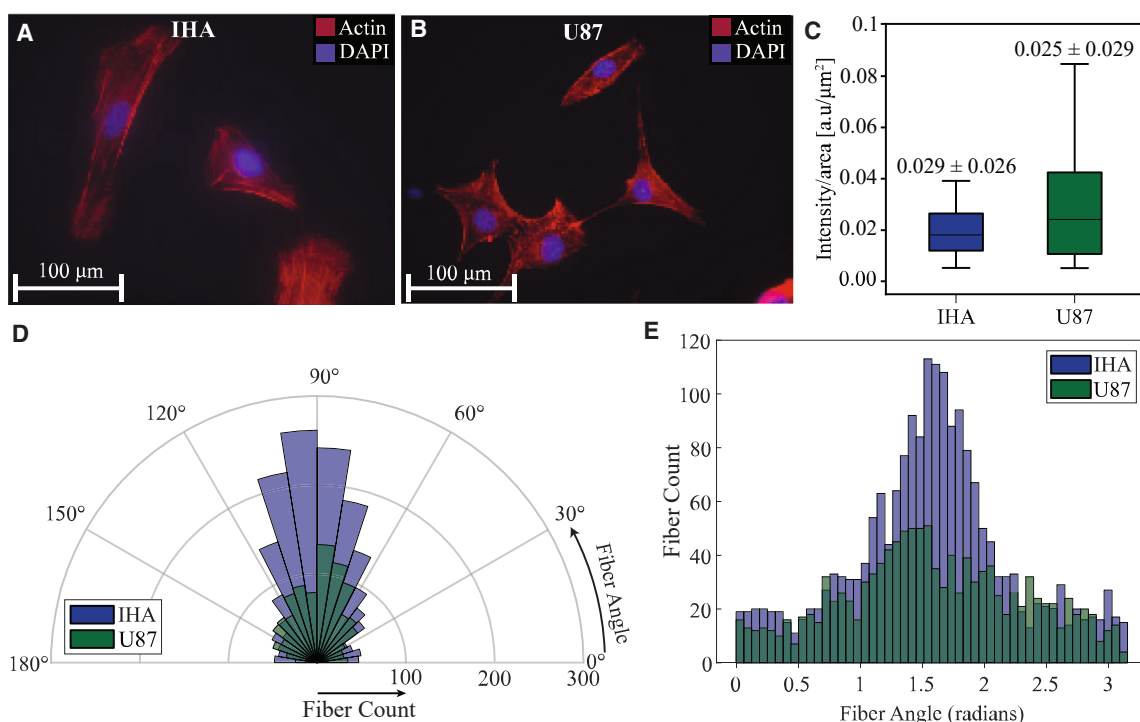 A
IHA
Actin
DAPI
100 µm
B
U87
Actin
DAPI
100 µm
C
0.1
0.08
0.06
0.04
0.02
0.00
Intensity/area [a.u/µm²]
0.029 ± 0.026
0.025 ± 0.029
IHA
U87
D
90°
120°
60°
150°
30°
180°
0°
Fiber Angle
IHA
U87
100
200
300
Fiber Count
E
120
100
80
60
40
20
0
Fiber Count
IHA
U87
0
0.5
1
1.5
2
2.5
3
Fiber Angle (radians)